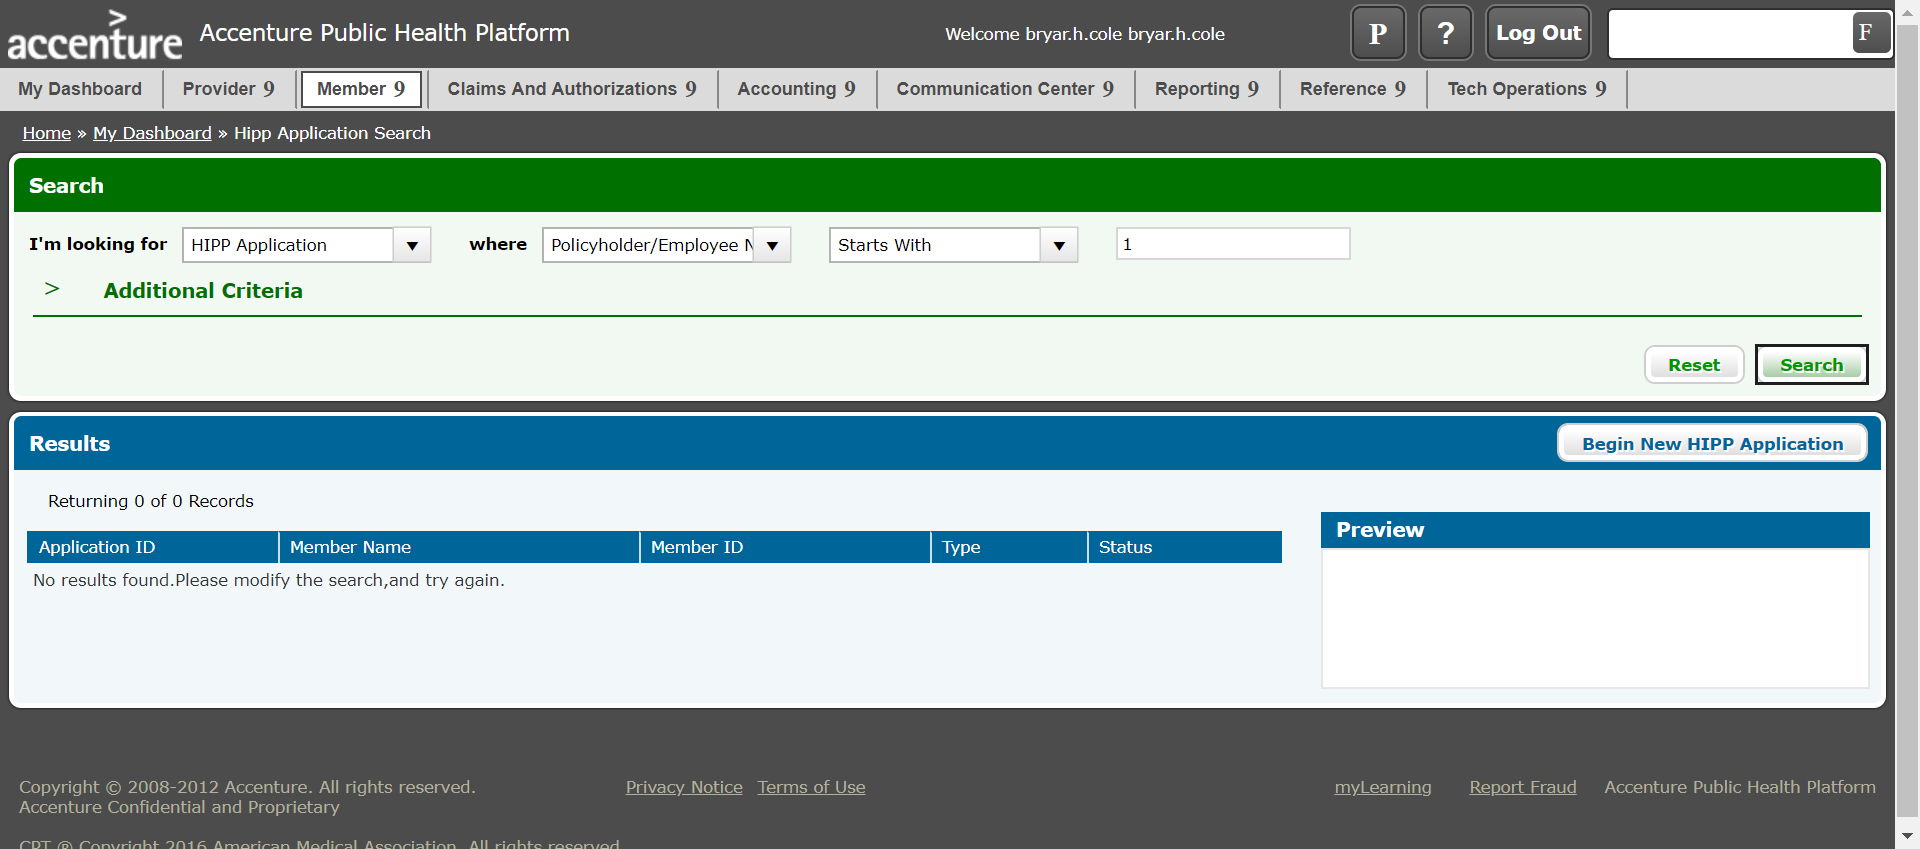 accenture
Accenture Public Health Platform
Welcome bryar.h.cole bryar.h.cole
P
?
Log Out
F
My Dashboard
Provider 9
Member 9
Claims And Authorizations 9
Accounting 9
Communication Center 9
Reporting 9
Reference 9
Tech Operations 9
Home » My Dashboard » Hipp Application Search
Search
I'm looking for
HIPP Application
where
Policyholder/Employee N
Starts With
1
> Additional Criteria
Reset
Search
Results
Begin New HIPP Application
Returning 0 of 0 Records
Application ID
Member Name
Member ID
Type
Status
No results found.Please modify the search,and try again.
Preview
Copyright © 2008-2012 Accenture. All rights reserved.
Accenture Confidential and Proprietary
Privacy Notice
Terms of Use
myLearning
Report Fraud
Accenture Public Health Platform
CPT ® Copyright 2016 American Medical Association. All rights reserved